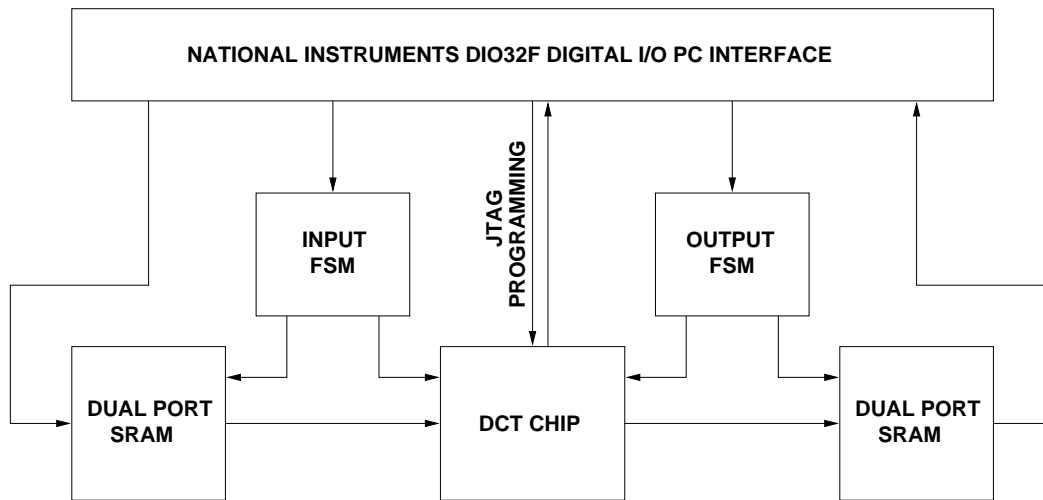 NATIONAL INSTRUMENTS DIO32F DIGITAL I/O PC INTERFACE
JTAG
PROGRAMMING
INPUT
FSM
OUTPUT
FSM
DUAL PORT
SRAM
DCT CHIP
DUAL PORT
SRAM